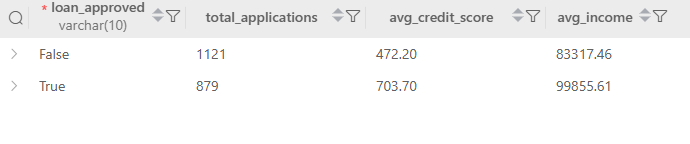 * loan_approved total_applications avg_credit_score avg_income
varchar(10)
False 1121 472.20 83317.46
True 879 703.70 99855.61